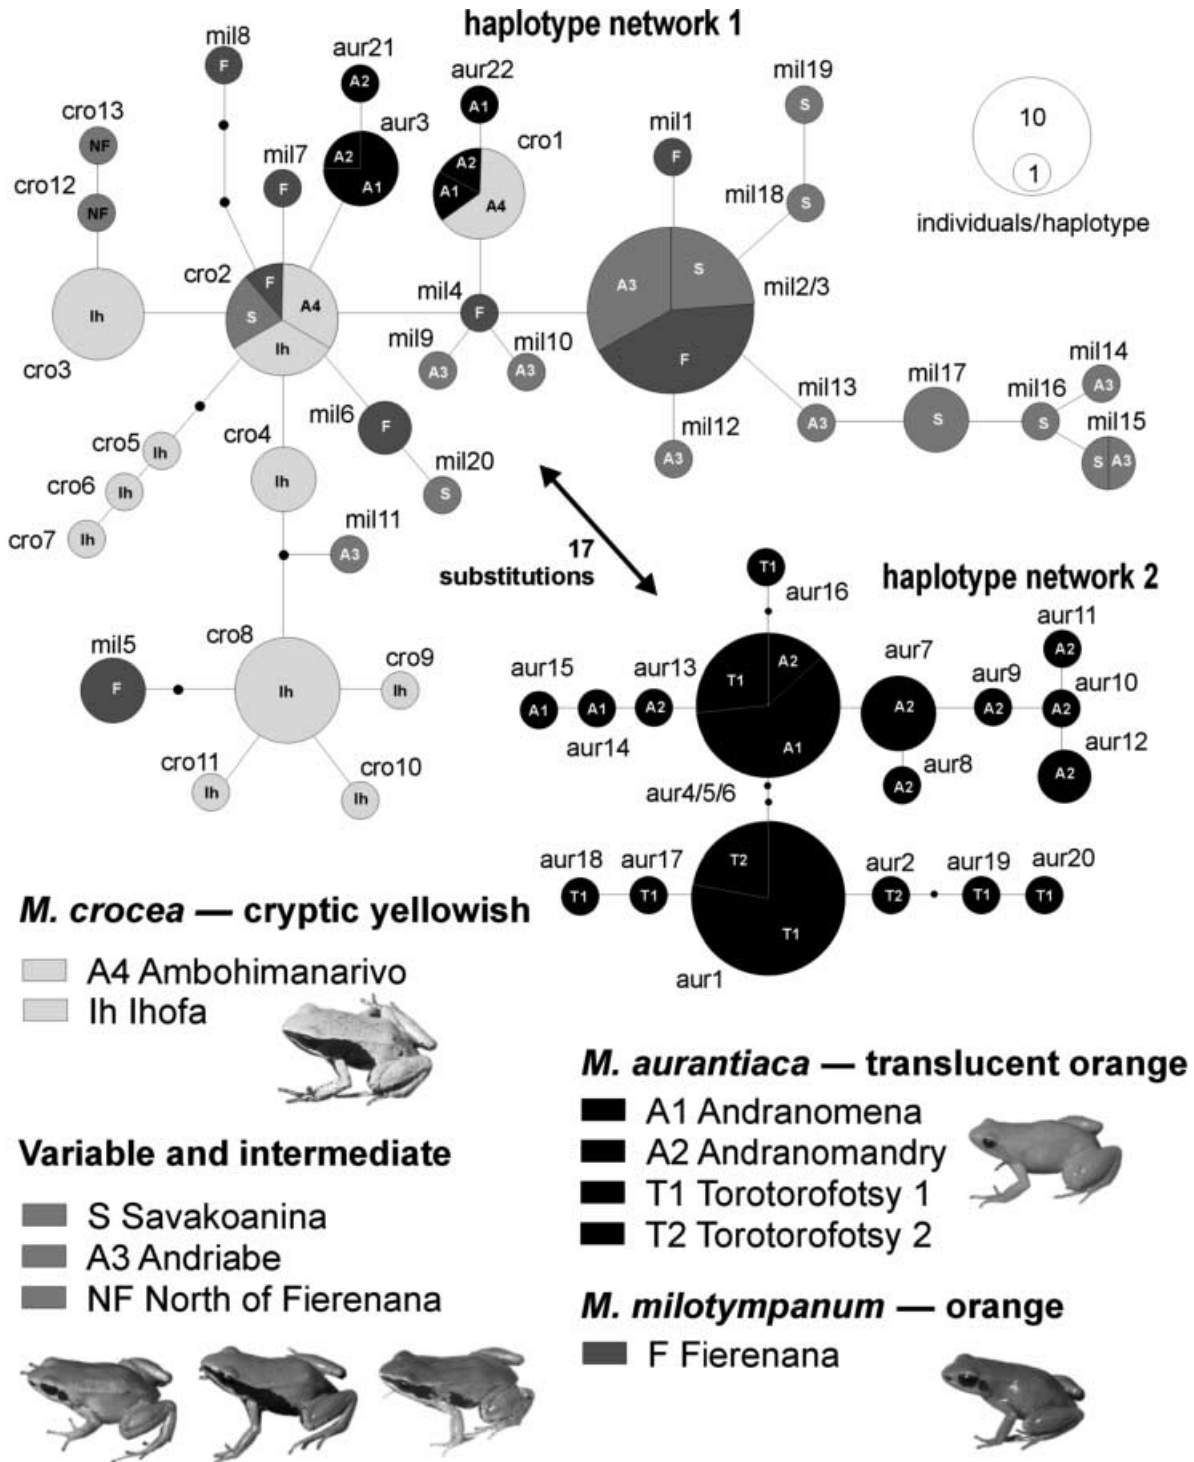 haplotype network 1
mil8
F
aur21
A2
aur22
A1
mil19
S
10
1
individuals/haplotype
cro13
NF
aur3
A2
A1
cro1
A2
A1
A4
mil1
F
cro12
NF
mil7
F
mil18
S
cro2
F
A4
S
Ih
mil4
F
A3
S
F
mil2/3
Ih
cro3
mil9
A3
mil10
A3
mil13
A3
mil17
S
mil16
S
mil14
A3
mil15
S
A3
mil6
F
mil12
A3
cro5
Ih
cro4
Ih
cro6
Ih
mil20
S
cro7
Ih
mil11
A3
17
substitutions
haplotype network 2
T1
aur16
aur11
A2
cro8
Ih
mil5
F
cro9
Ih
aur15
A1
aur13
A2
T1
A2
A1
aur7
A2
aur9
A2
aur10
A2
aur14
A1
aur12
A2
cro11
Ih
cro10
Ih
aur4/5/6
aur8
A2
aur18
T1
aur17
T1
T2
T1
aur2
T2
aur19
T1
aur20
T1
aur1
M. crocea — cryptic yellowish
A4 Ambohimanarivo
Ih Ihofa
Variable and intermediate
S Savakoanina
A3 Andriabe
NF North of Fierenana
M. aurantiaca — translucent orange
A1 Andranomena
A2 Andranomandry
T1 Torotorofotsy 1
T2 Torotorofotsy 2
M. milotympanum — orange
F Fierenana